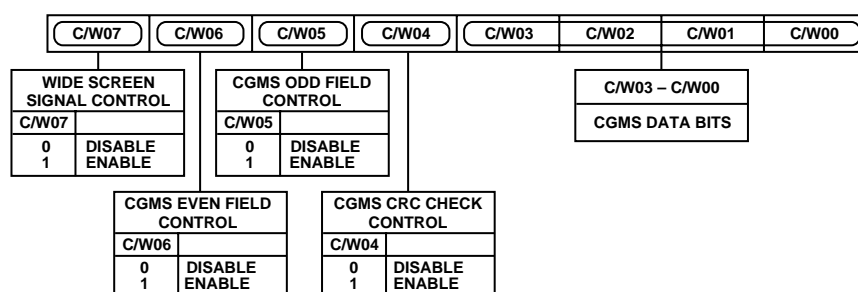 C/W07 C/W06 C/W05 C/W04 C/W03 C/W02 C/W01 C/W00
WIDE SCREEN
SIGNAL CONTROL
C/W07
0 DISABLE
1 ENABLE
CGMS ODD FIELD
CONTROL
C/W05
0 DISABLE
1 ENABLE
C/W03 – C/W00
CGMS DATA BITS
CGMS EVEN FIELD
CONTROL
C/W06
0 DISABLE
1 ENABLE
CGMS CRC CHECK
CONTROL
C/W04
0 DISABLE
1 ENABLE